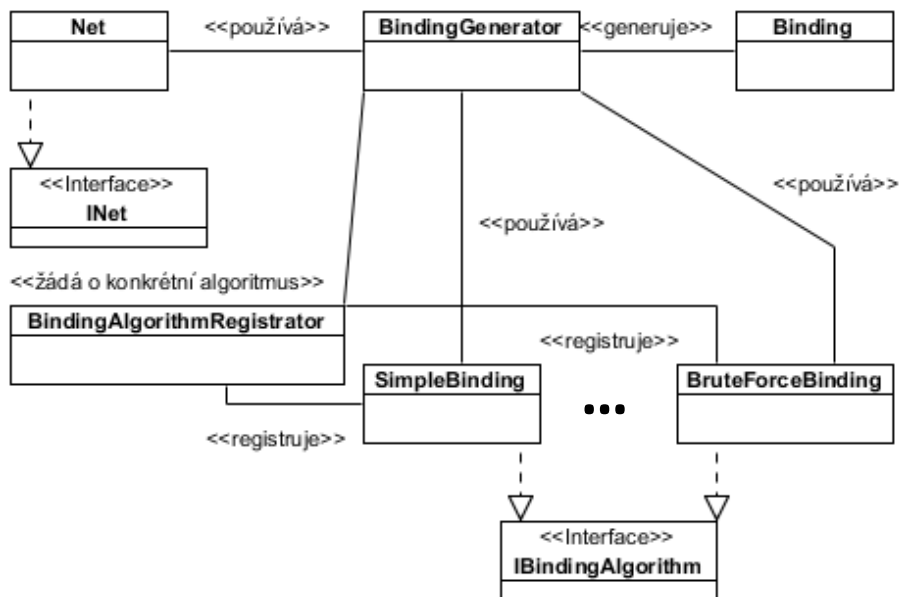 Net
<<používá>>
BindingGenerator
<<generuje>>
Binding
<<Interface>>
INet
<<používá>>
<<používá>>
<<žádá o konkrétní algoritmus>>
BindingAlgorithmRegistrator
<<registruje>>
SimpleBinding
...
BruteForceBinding
<<registruje>>
<<Interface>>
IBindingAlgorithm